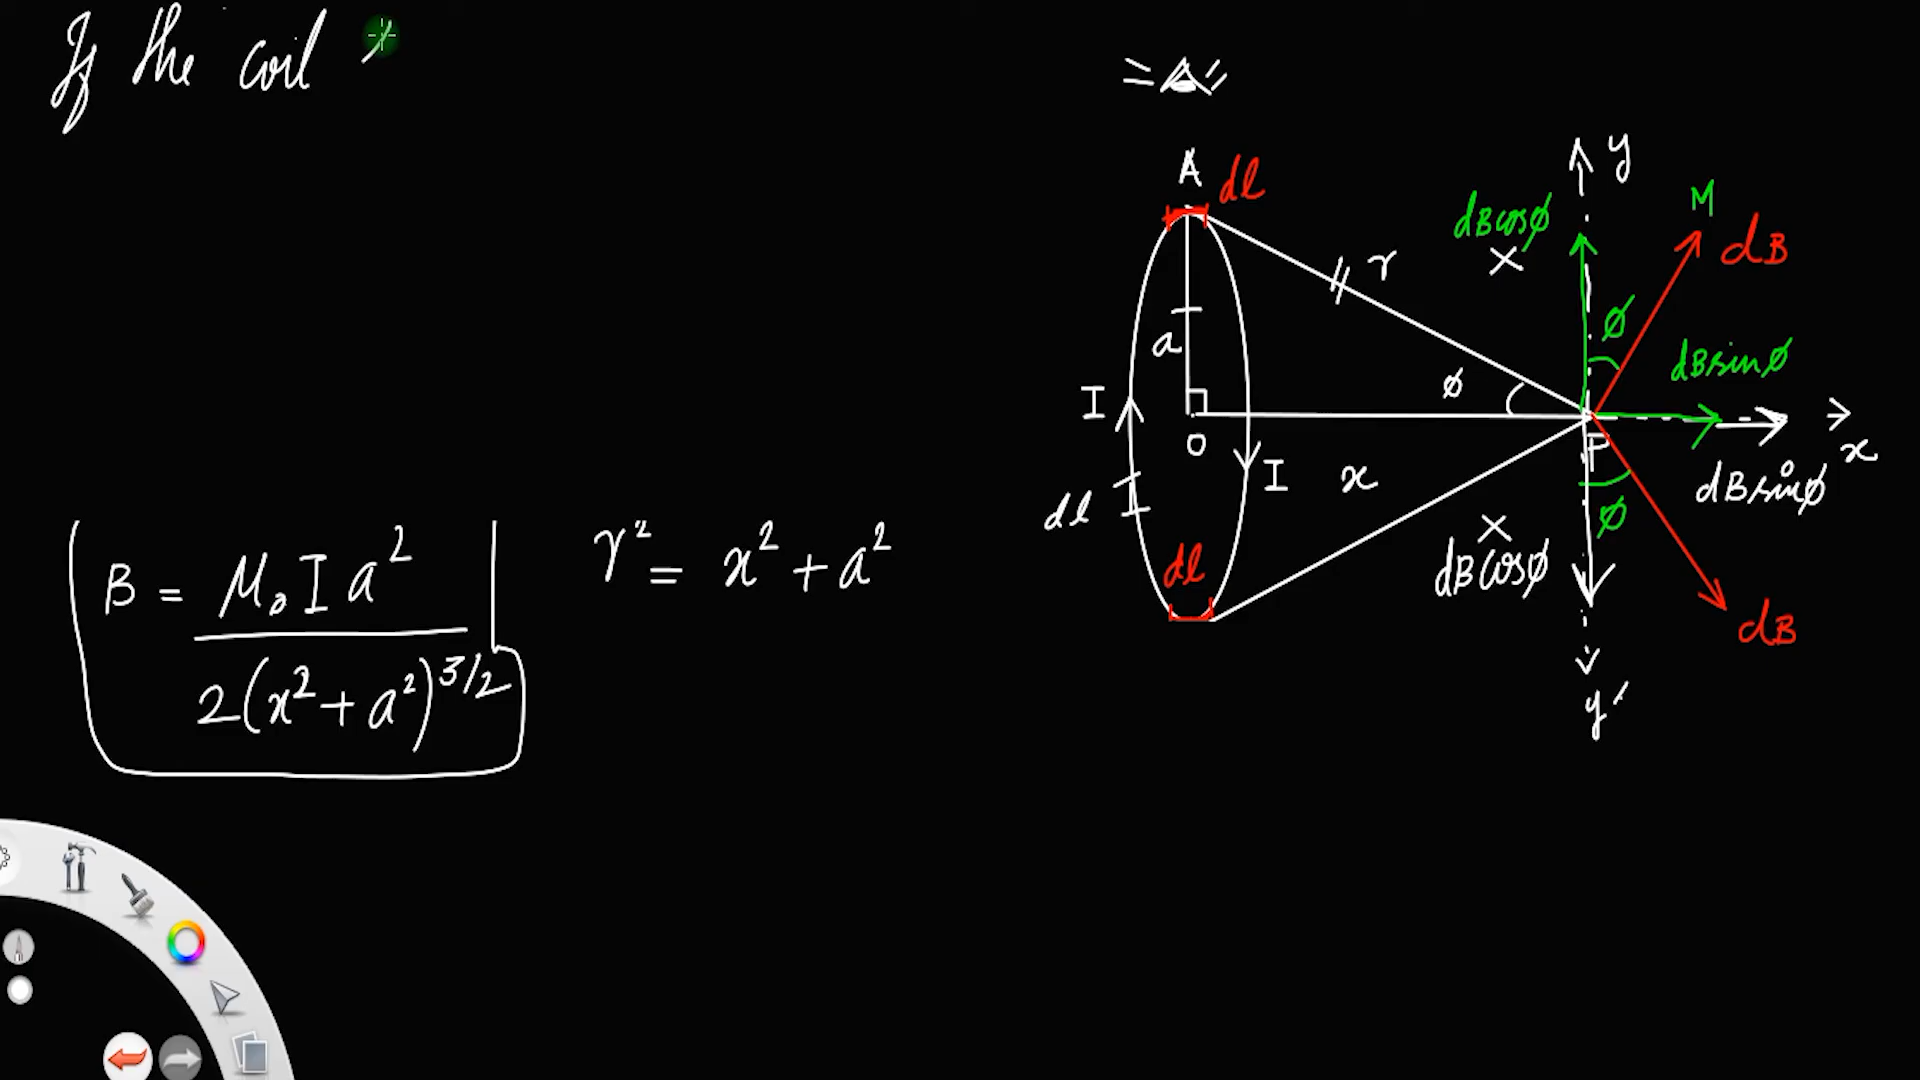 If the coil
A dl
y
M
dBcosϕ
×
dB
r
ϕ
a
dBsinϕ
ϕ
I
O
P
x
I
x
dBsinϕ
dl
ϕ
×
dl
dBcosϕ
dB
y′
B = μ₀Ia² / 2(x²+a²)^3/2
r² = x² + a²